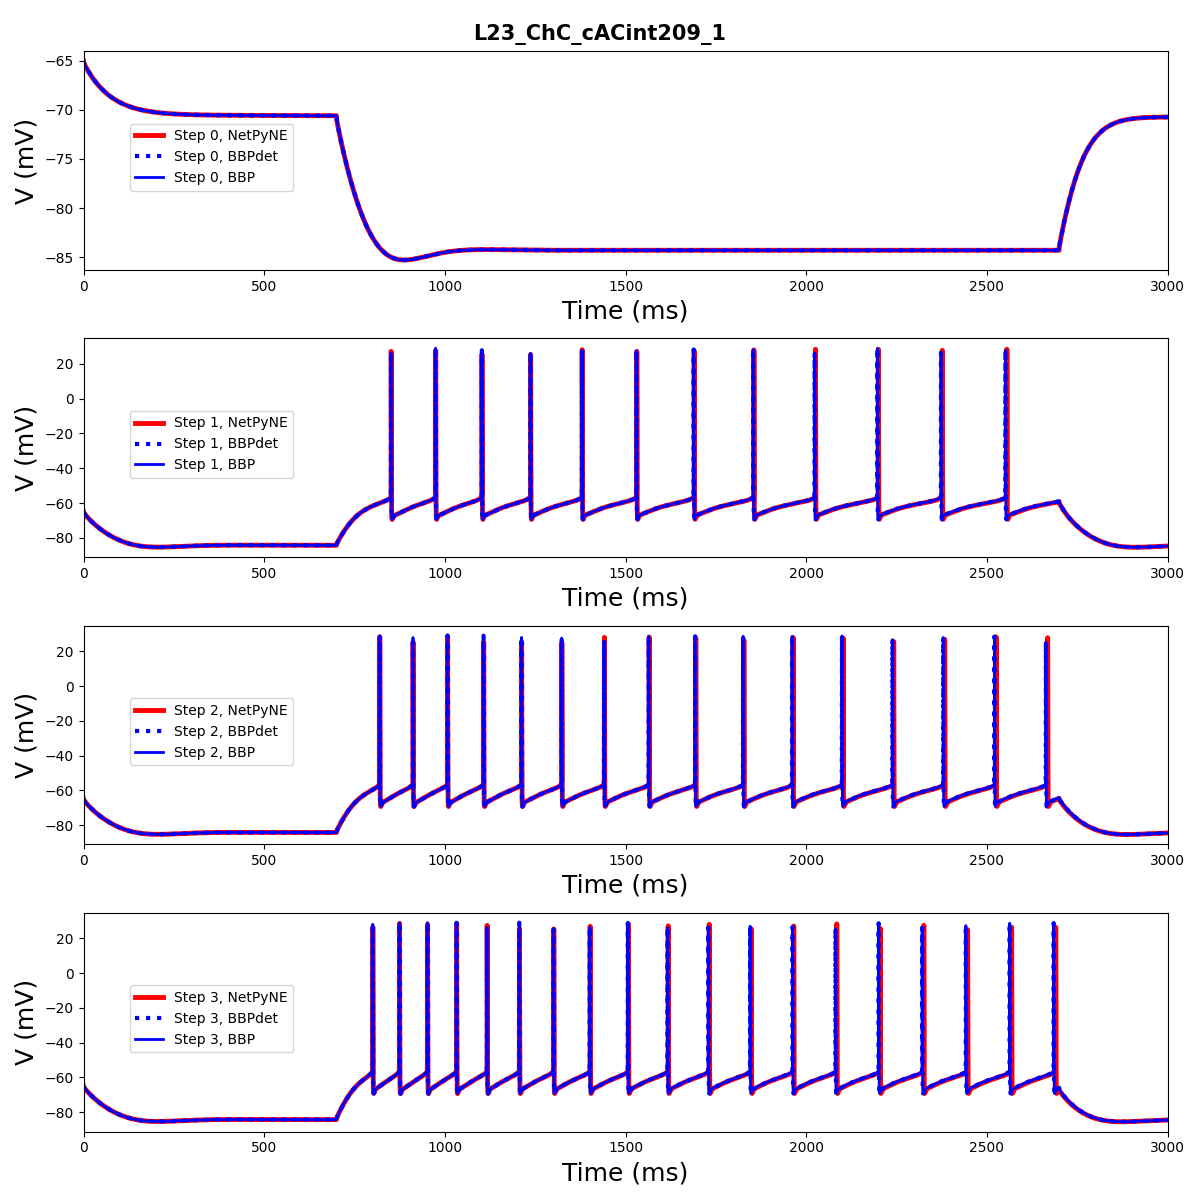 L23_ChC_cACint209_1
−65
−70
−75
−80
−85
V (mV)
Step 0, NetPyNE
Step 0, BBPdet
Step 0, BBP
0 500 1000 1500 2000 2500 3000
Time (ms)
20
0
−20
−40
−60
−80
V (mV)
Step 1, NetPyNE
Step 1, BBPdet
Step 1, BBP
0 500 1000 1500 2000 2500 3000
Time (ms)
20
0
−20
−40
−60
−80
V (mV)
Step 2, NetPyNE
Step 2, BBPdet
Step 2, BBP
0 500 1000 1500 2000 2500 3000
Time (ms)
20
0
−20
−40
−60
−80
V (mV)
Step 3, NetPyNE
Step 3, BBPdet
Step 3, BBP
0 500 1000 1500 2000 2500 3000
Time (ms)